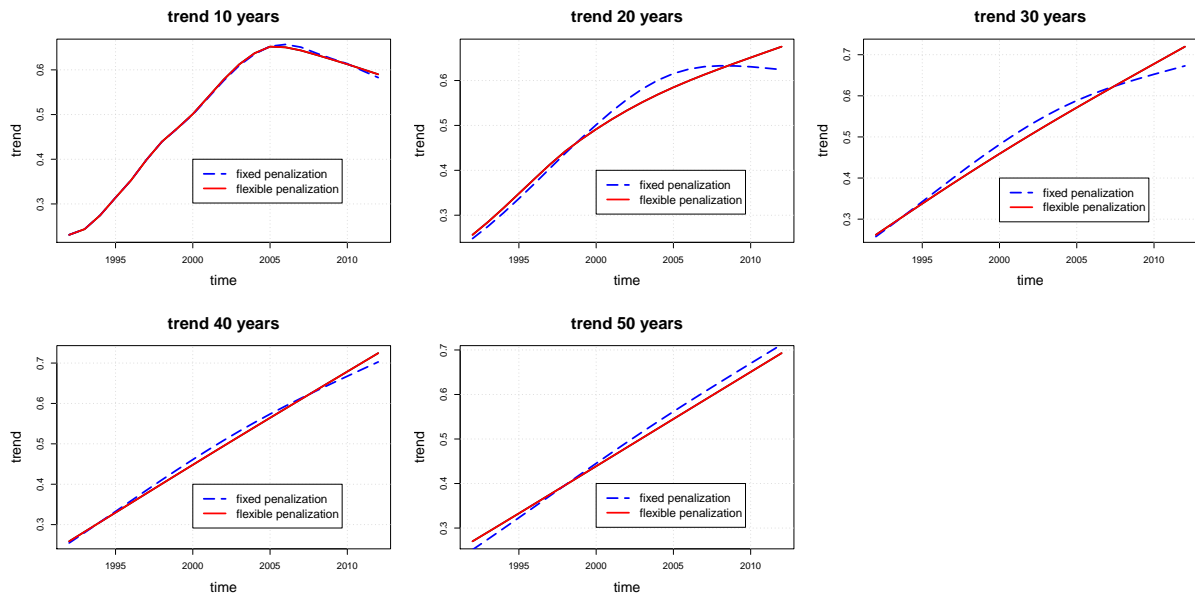 trend 10 years
trend
0.3
0.4
0.5
0.6
fixed penalization
flexible penalization
1995
2000
2005
2010
time
trend 20 years
trend
0.3
0.4
0.5
0.6
fixed penalization
flexible penalization
1995
2000
2005
2010
time
trend 30 years
trend
0.3
0.4
0.5
0.6
0.7
fixed penalization
flexible penalization
1995
2000
2005
2010
time
trend 40 years
trend
0.3
0.4
0.5
0.6
0.7
fixed penalization
flexible penalization
1995
2000
2005
2010
time
trend 50 years
trend
0.3
0.4
0.5
0.6
0.7
fixed penalization
flexible penalization
1995
2000
2005
2010
time